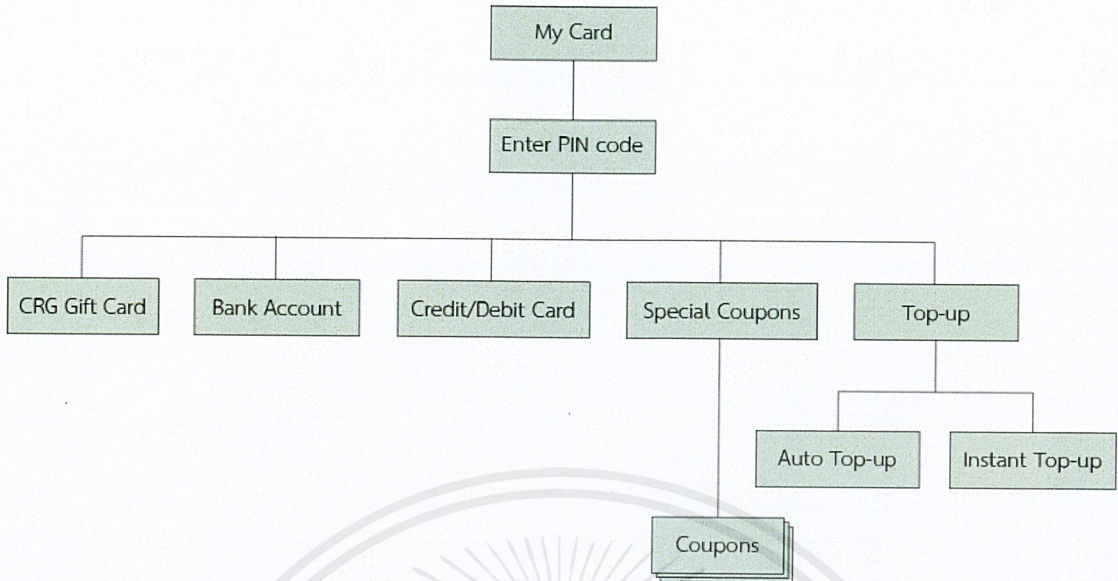 My Card
Enter PIN code
CRG Gift Card
Bank Account
Credit/Debit Card
Special Coupons
Top-up
Auto Top-up
Instant Top-up
Coupons